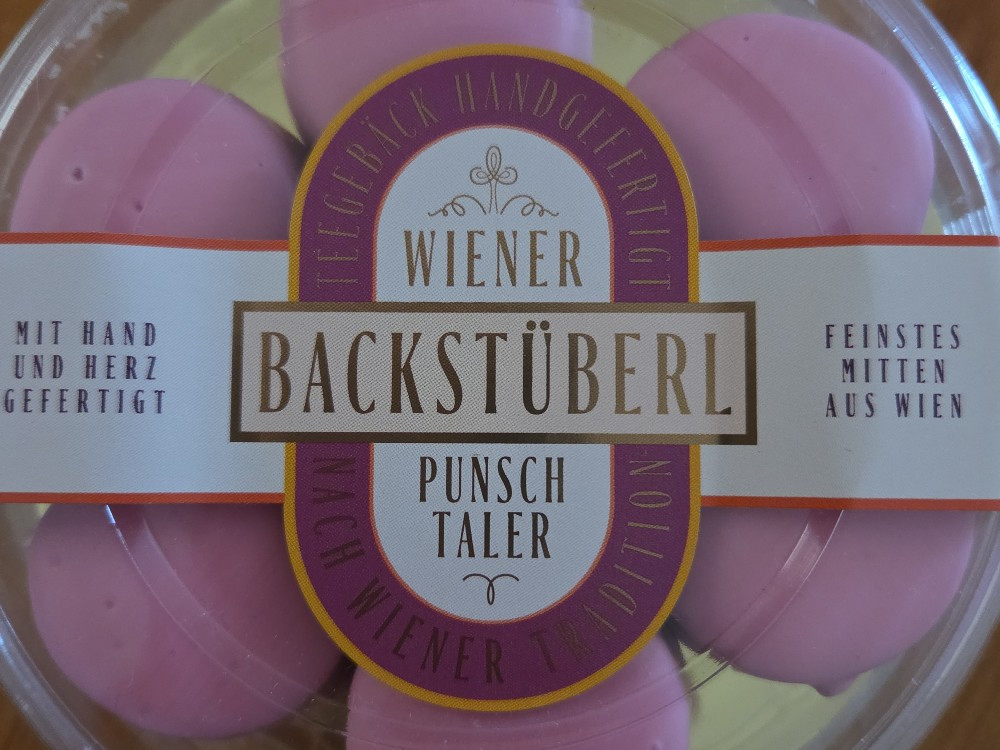 TEEGEBÄCK HANDGEFERTIGT
WIENER
BACKSTÜBERL
PUNSCH
TALER
NACH WIENER TRADITION
MIT HAND
UND HERZ
GEFERTIGT
FEINSTES
MITTEN
AUS WIEN